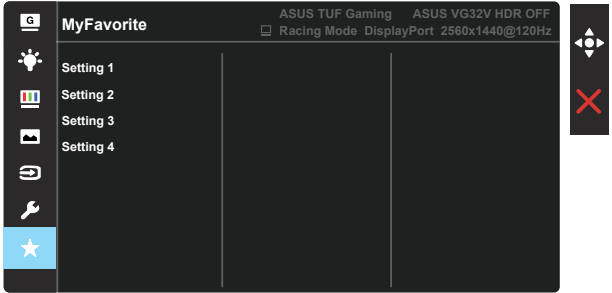 G
MyFavorite
ASUS TUF Gaming ASUS VG32V HDR OFF
Racing Mode DisplayPort 2560x1440@120Hz
Setting 1
Setting 2
Setting 3
Setting 4